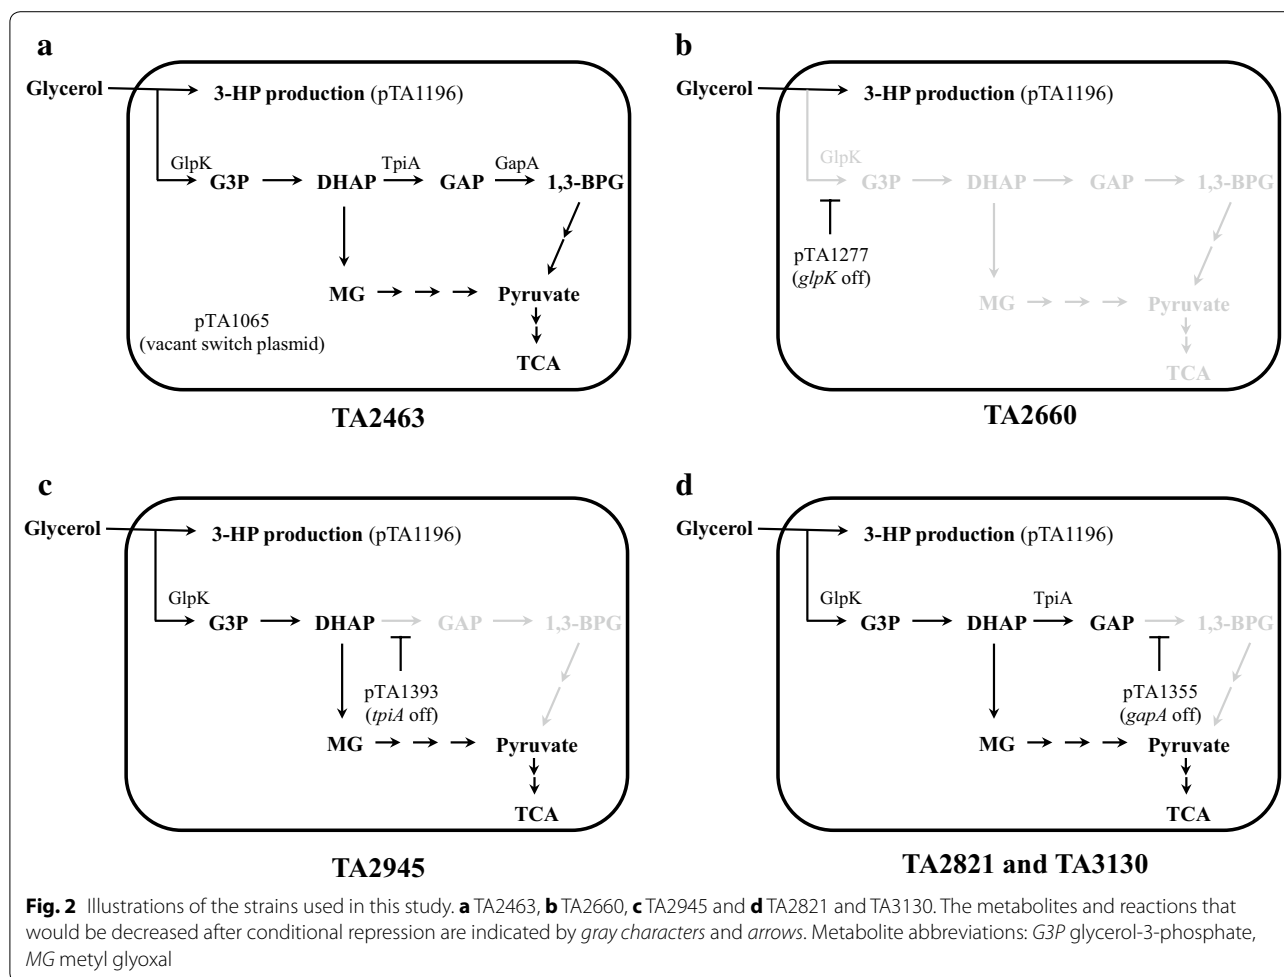 a
Glycerol
3-HP production (pTA1196)
GlpK
TpiA
GapA
G3P
DHAP
GAP
1,3-BPG
MG
Pyruvate
pTA1065
(vacant switch plasmid)
TCA
TA2463
b
Glycerol
3-HP production (pTA1196)
GlpK
G3P
DHAP
GAP
1,3-BPG
pTA1277
(glpK off)
MG
Pyruvate
TCA
TA2660
c
Glycerol
3-HP production (pTA1196)
GlpK
G3P
DHAP
GAP
1,3-BPG
pTA1393
(tpiA off)
MG
Pyruvate
TCA
TA2945
d
Glycerol
3-HP production (pTA1196)
GlpK
TpiA
G3P
DHAP
GAP
1,3-BPG
pTA1355
(gapA off)
MG
Pyruvate
TCA
TA2821 and TA3130
Fig. 2 Illustrations of the strains used in this study. a TA2463, b TA2660, c TA2945 and d TA2821 and TA3130. The metabolites and reactions that
would be decreased after conditional repression are indicated by gray characters and arrows. Metabolite abbreviations: G3P glycerol-3-phosphate,
MG metyl glyoxal